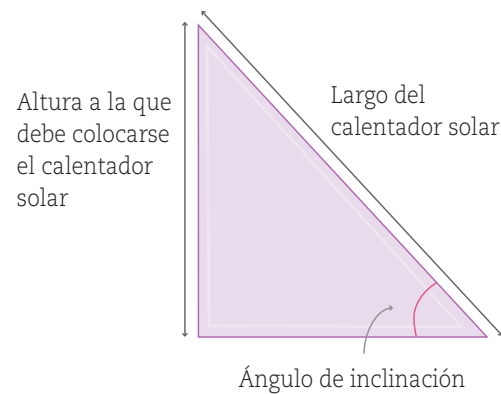 Altura a la que
debe colocarse
el calentador
solar
Largo del
calentador solar
Ángulo de inclinación